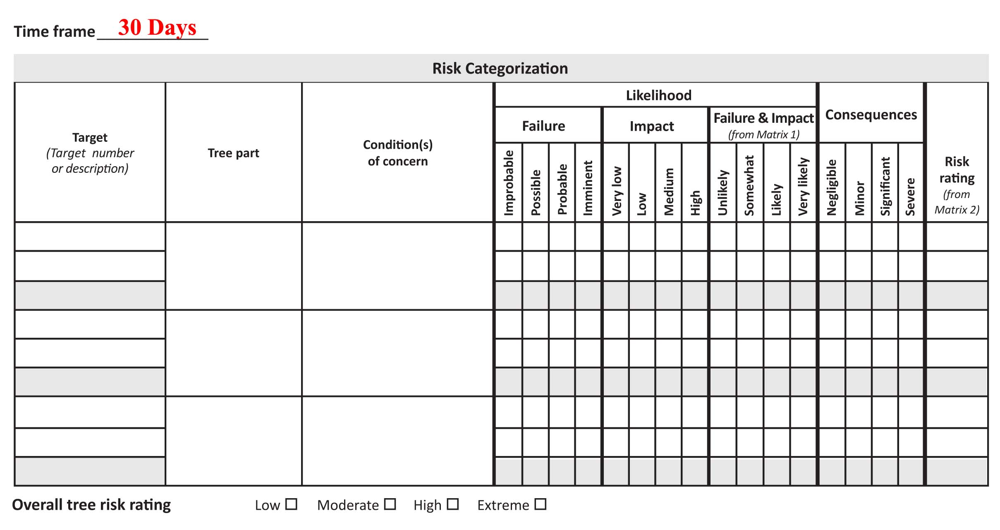 Time frame 30 Days
Risk Categorization
Target
(Target number
or description)
Tree part
Condition(s)
of concern
Likelihood
Failure
Impact
Failure & Impact
(from Matrix 1)
Consequences
Improbable
Possible
Probable
Imminent
Very low
Low
Medium
High
Unlikely
Somewhat
Likely
Very likely
Negligible
Minor
Significant
Severe
Risk
rating
(from
Matrix 2)
Overall tree risk rating Low Moderate High Extreme